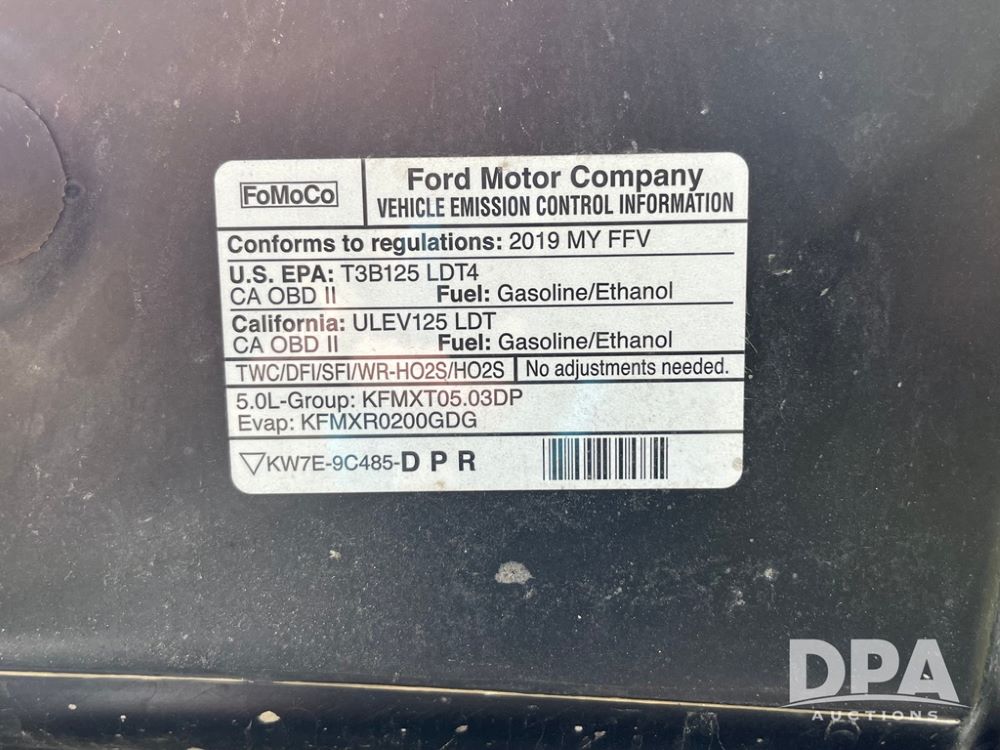 FoMoCo
Ford Motor Company
VEHICLE EMISSION CONTROL INFORMATION
Conforms to regulations: 2019 MY FFV
U.S. EPA: T3B125 LDT4
CA OBD II Fuel: Gasoline/Ethanol
California: ULEV125 LDT
CA OBD II Fuel: Gasoline/Ethanol
TWC/DFI/SFI/WR-HO2S/HO2S No adjustments needed.
5.0L-Group: KFMXT05.03DP
Evap: KFMXR0200GDG
▽KW7E-9C485-D P R
DPA
AUCTIONS